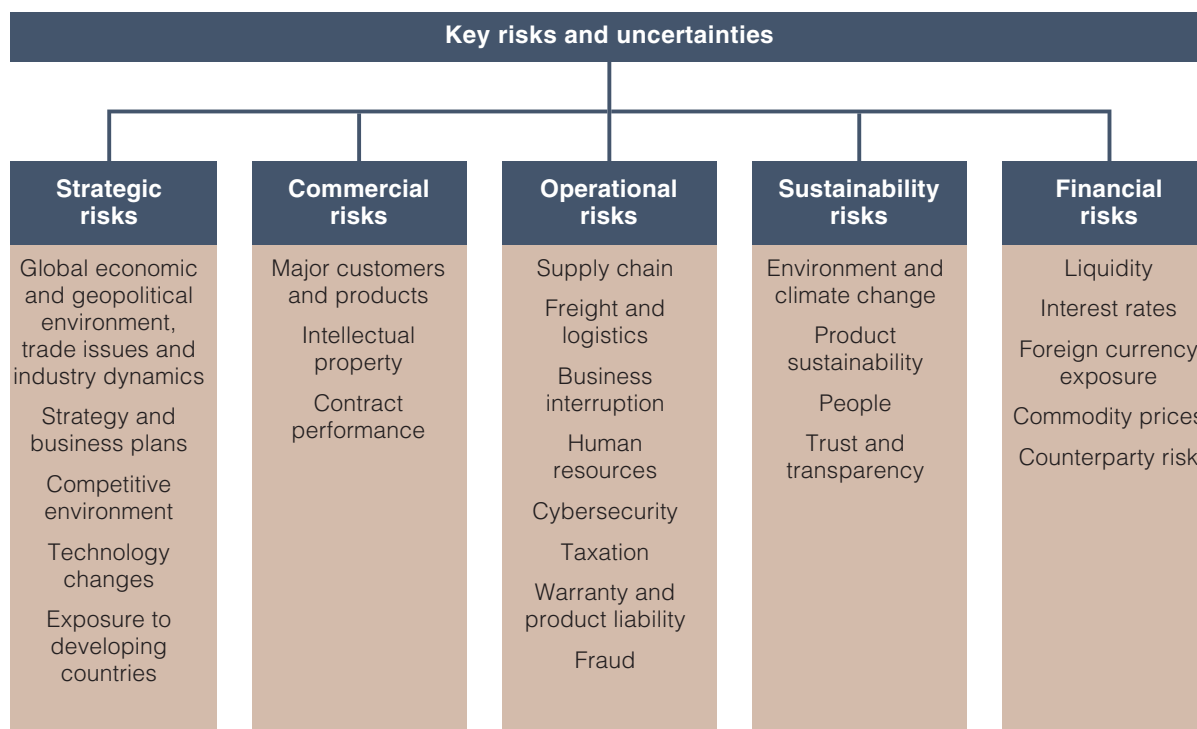 Key risks and uncertainties
Strategic
risks
Global economic
and geopolitical
environment,
trade issues and
industry dynamics
Strategy and
business plans
Competitive
environment
Technology
changes
Exposure to
developing
countries
Commercial
risks
Major customers
and products
Intellectual
property
Contract
performance
Operational
risks
Supply chain
Freight and
logistics
Business
interruption
Human
resources
Cybersecurity
Taxation
Warranty and
product liability
Fraud
Sustainability
risks
Environment and
climate change
Product
sustainability
People
Trust and
transparency
Financial
risks
Liquidity
Interest rates
Foreign currency
exposure
Commodity prices
Counterparty risk